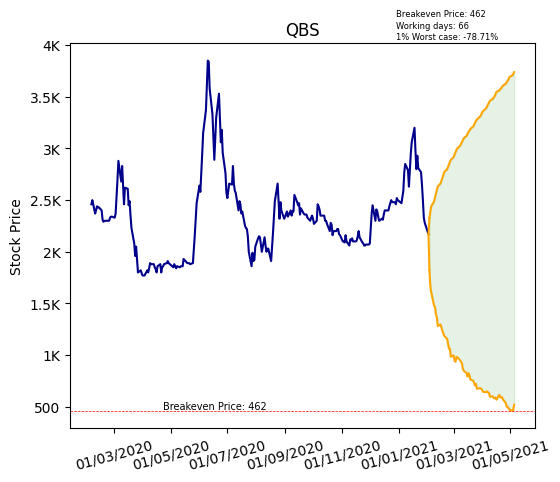 Breakeven Price: 462
Working days: 66
1% Worst case: -78.71%
QBS
4K
3.5K
3K
2.5K
2K
1.5K
1K
500
Stock Price
Breakeven Price: 462
01/03/2020 01/05/2020 01/07/2020 01/09/2020 01/11/2020 01/01/2021 01/03/2021 01/05/2021